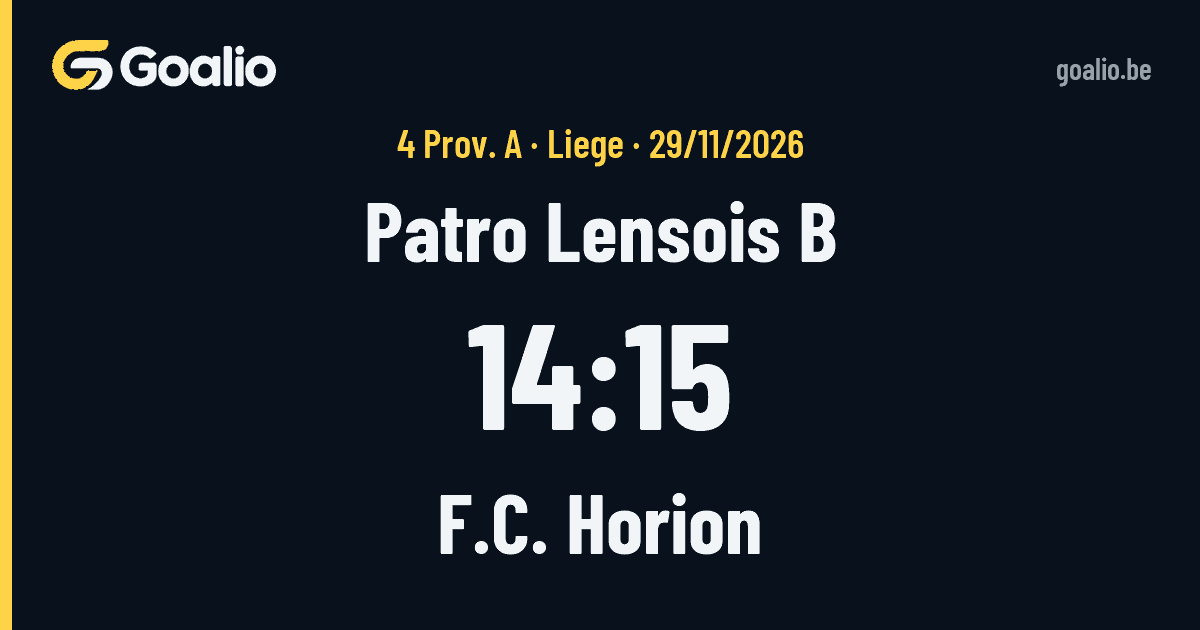 Goalio
goalio.be
4 Prov. A · Liege · 29/11/2026
Patro Lensois B
14:15
F.C. Horion